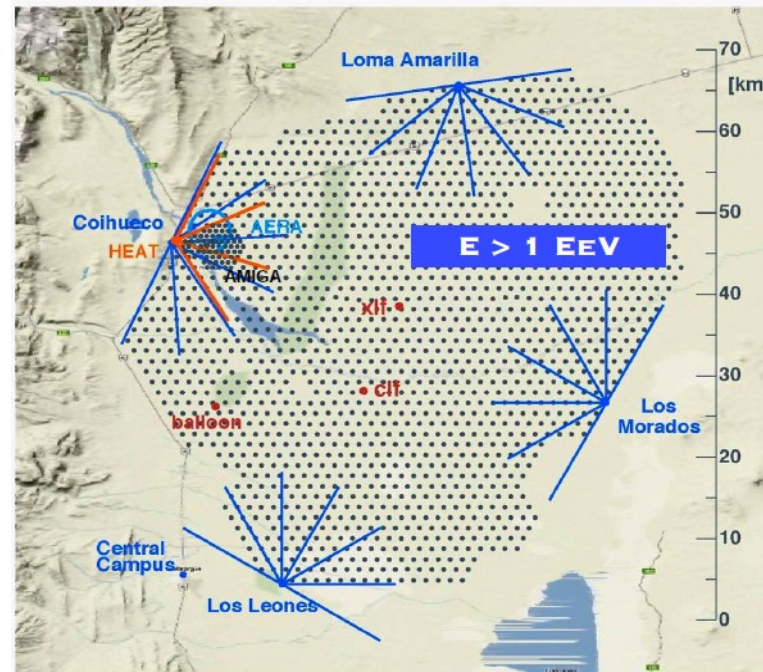 Loma Amarilla
70
[km
60
Coihueco
AERA
50
HEAT
E > 1 EEV
AMIGA
40
xlf
30
clf
balloon
Los
Morados
20
10
Central
Campus
Los Leones
0